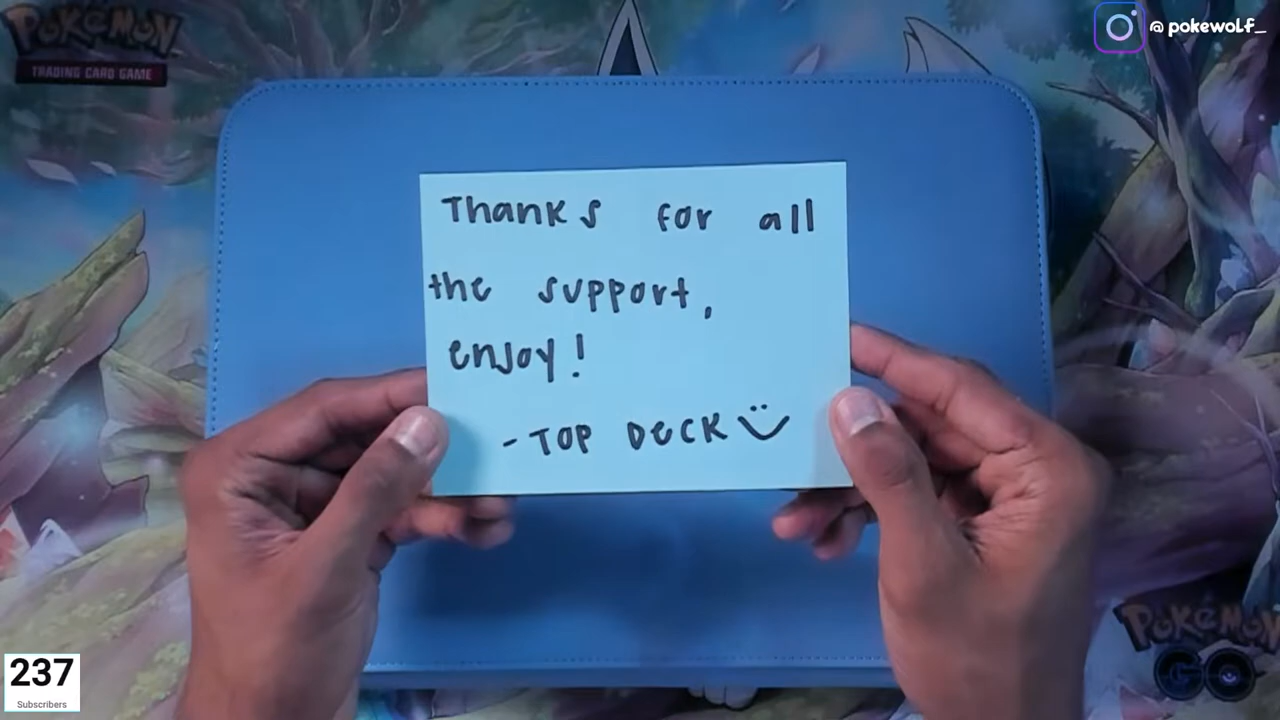 POKÉMON
TRADING CARD GAME
@pokewolf_
Thanks for all
the support,
enjoy!
- TOP DECK
237
Subscribers
POKÉMON
GO